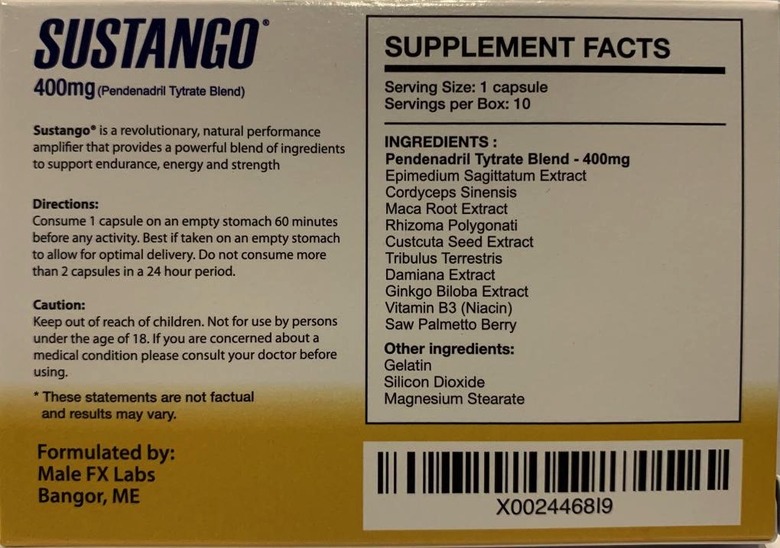 SUSTANGO®
400mg (Pendenadril Tytrate Blend)
Sustango® is a revolutionary, natural performance
amplifier that provides a powerful blend of ingredients
to support endurance, energy and strength
Directions:
Consume 1 capsule on an empty stomach 60 minutes
before any activity. Best if taken on an empty stomach
to allow for optimal delivery. Do not consume more
than 2 capsules in a 24 hour period.
Caution:
Keep out of reach of children. Not for use by persons
under the age of 18. If you are concerned about a
medical condition please consult your doctor before
using.
* These statements are not factual
and results may vary.
Formulated by:
Male FX Labs
Bangor, ME
SUPPLEMENT FACTS
Serving Size: 1 capsule
Servings per Box: 10
INGREDIENTS :
Pendenadril Tytrate Blend - 400mg
Epimedium Sagittatum Extract
Cordyceps Sinensis
Maca Root Extract
Rhizoma Polygonati
Custcuta Seed Extract
Tribulus Terrestris
Damiana Extract
Ginkgo Biloba Extract
Vitamin B3 (Niacin)
Saw Palmetto Berry
Other ingredients:
Gelatin
Silicon Dioxide
Magnesium Stearate
X0024468I9